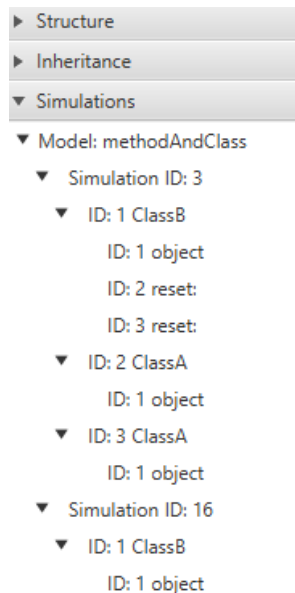 Structure
Inheritance
Simulations
Model: methodAndClass
Simulation ID: 3
ID: 1 ClassB
ID: 1 object
ID: 2 reset:
ID: 3 reset:
ID: 2 ClassA
ID: 1 object
ID: 3 ClassA
ID: 1 object
Simulation ID: 16
ID: 1 ClassB
ID: 1 object